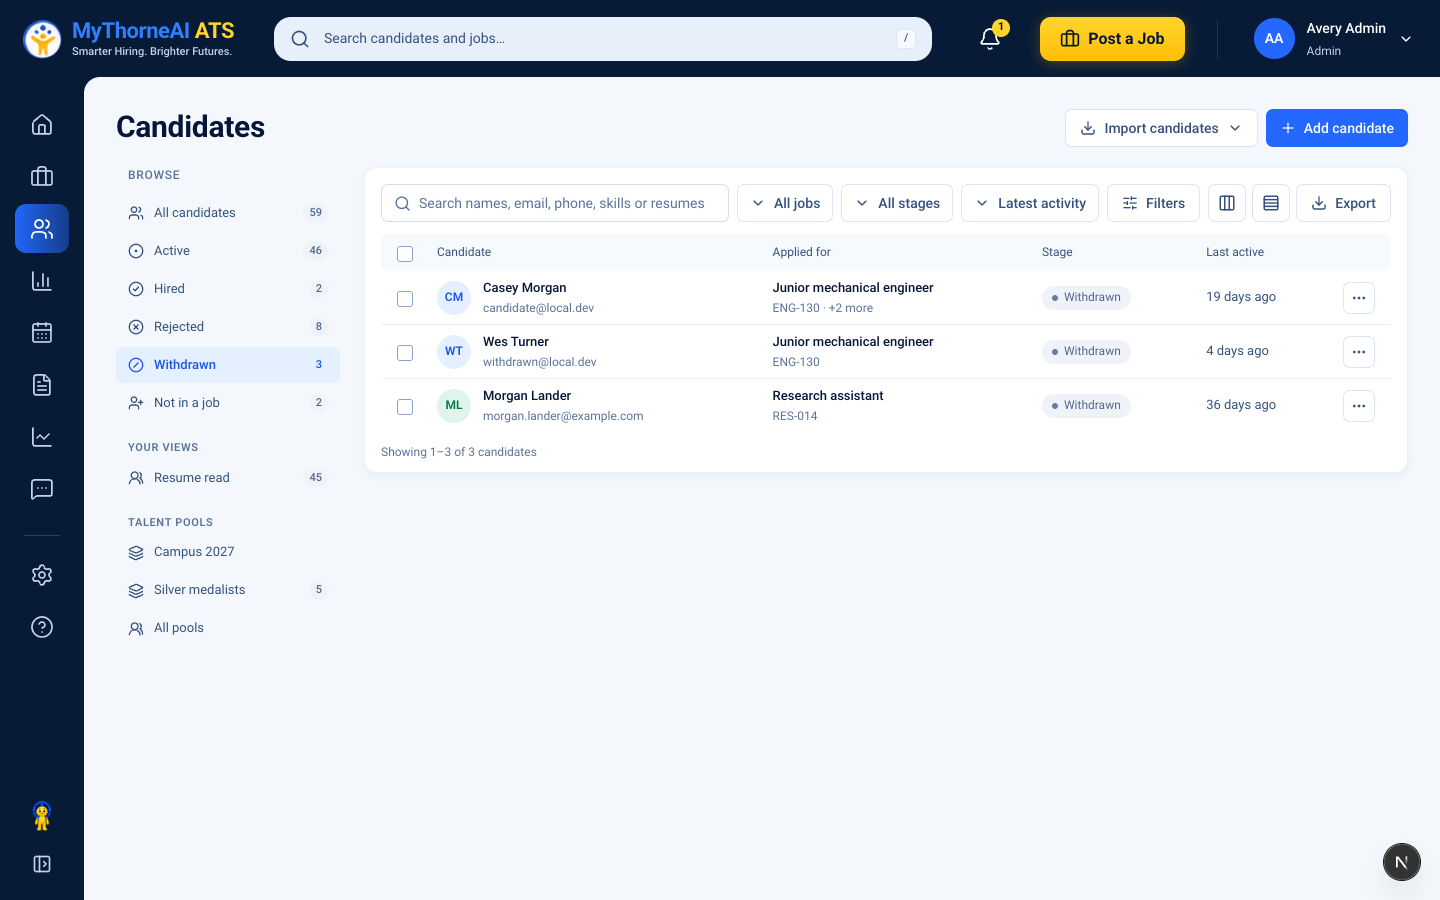 MyThorneAI ATS
Smarter Hiring. Brighter Futures.
Search candidates and jobs...
/
1
Post a Job
AA
Avery Admin
Admin
Candidates
Import candidates
Add candidate
BROWSE
All candidates 59
Active 46
Hired 2
Rejected 8
Withdrawn 3
Not in a job 2
YOUR VIEWS
Resume read 45
TALENT POOLS
Campus 2027
Silver medalists 5
All pools
Search names, email, phone, skills or resumes
All jobs
All stages
Latest activity
Filters
Export
Candidate Applied for Stage Last active
CM Casey Morgan Junior mechanical engineer Withdrawn 19 days ago
candidate@local.dev ENG-130 · +2 more
WT Wes Turner Junior mechanical engineer Withdrawn 4 days ago
withdrawn@local.dev ENG-130
ML Morgan Lander Research assistant Withdrawn 36 days ago
morgan.lander@example.com RES-014
Showing 1–3 of 3 candidates
N